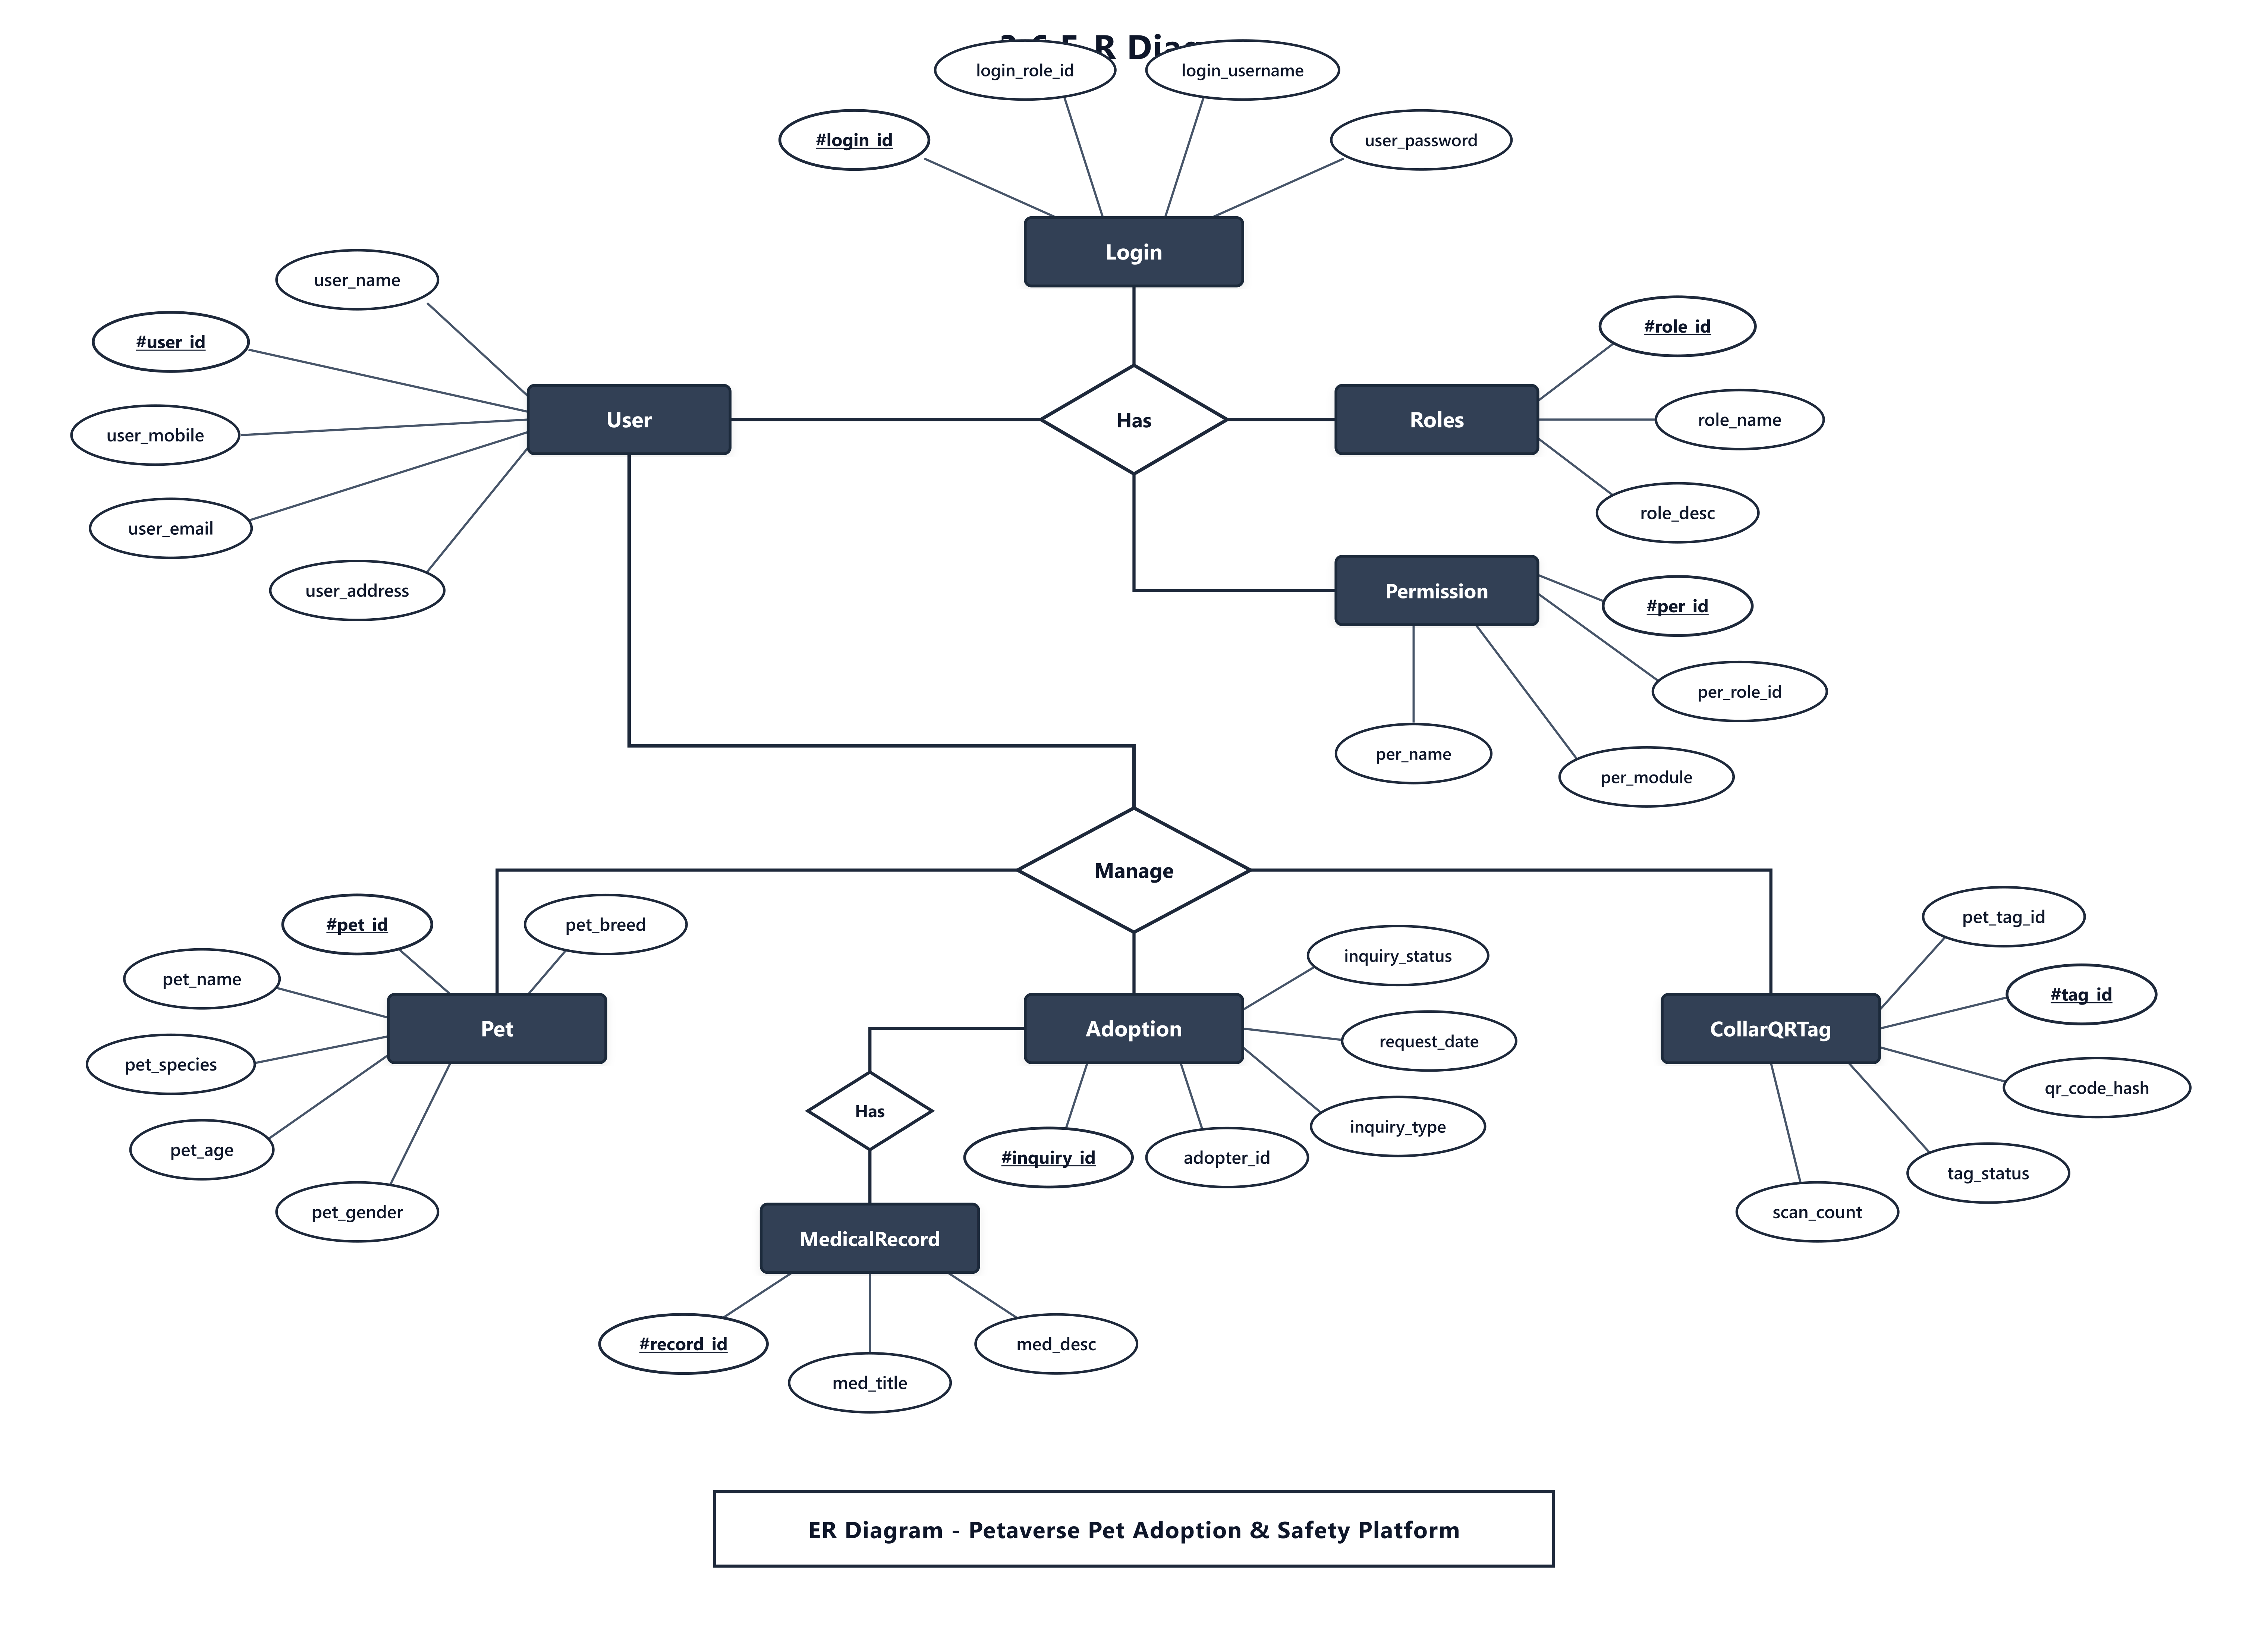 R Diag
login_role_id
login_username
#login_id
user_password
Login
user_name
#user_id
user_mobile
user_email
user_address
User
Has
Roles
#role_id
role_name
role_desc
Permission
#per_id
per_role_id
per_name
per_module
Manage
#pet_id
pet_breed
pet_name
pet_species
pet_age
pet_gender
Pet
Adoption
inquiry_status
request_date
inquiry_type
#inquiry_id
adopter_id
Has
MedicalRecord
#record_id
med_title
med_desc
CollarQRTag
pet_tag_id
#tag_id
qr_code_hash
tag_status
scan_count
ER Diagram - Petaverse Pet Adoption & Safety Platform